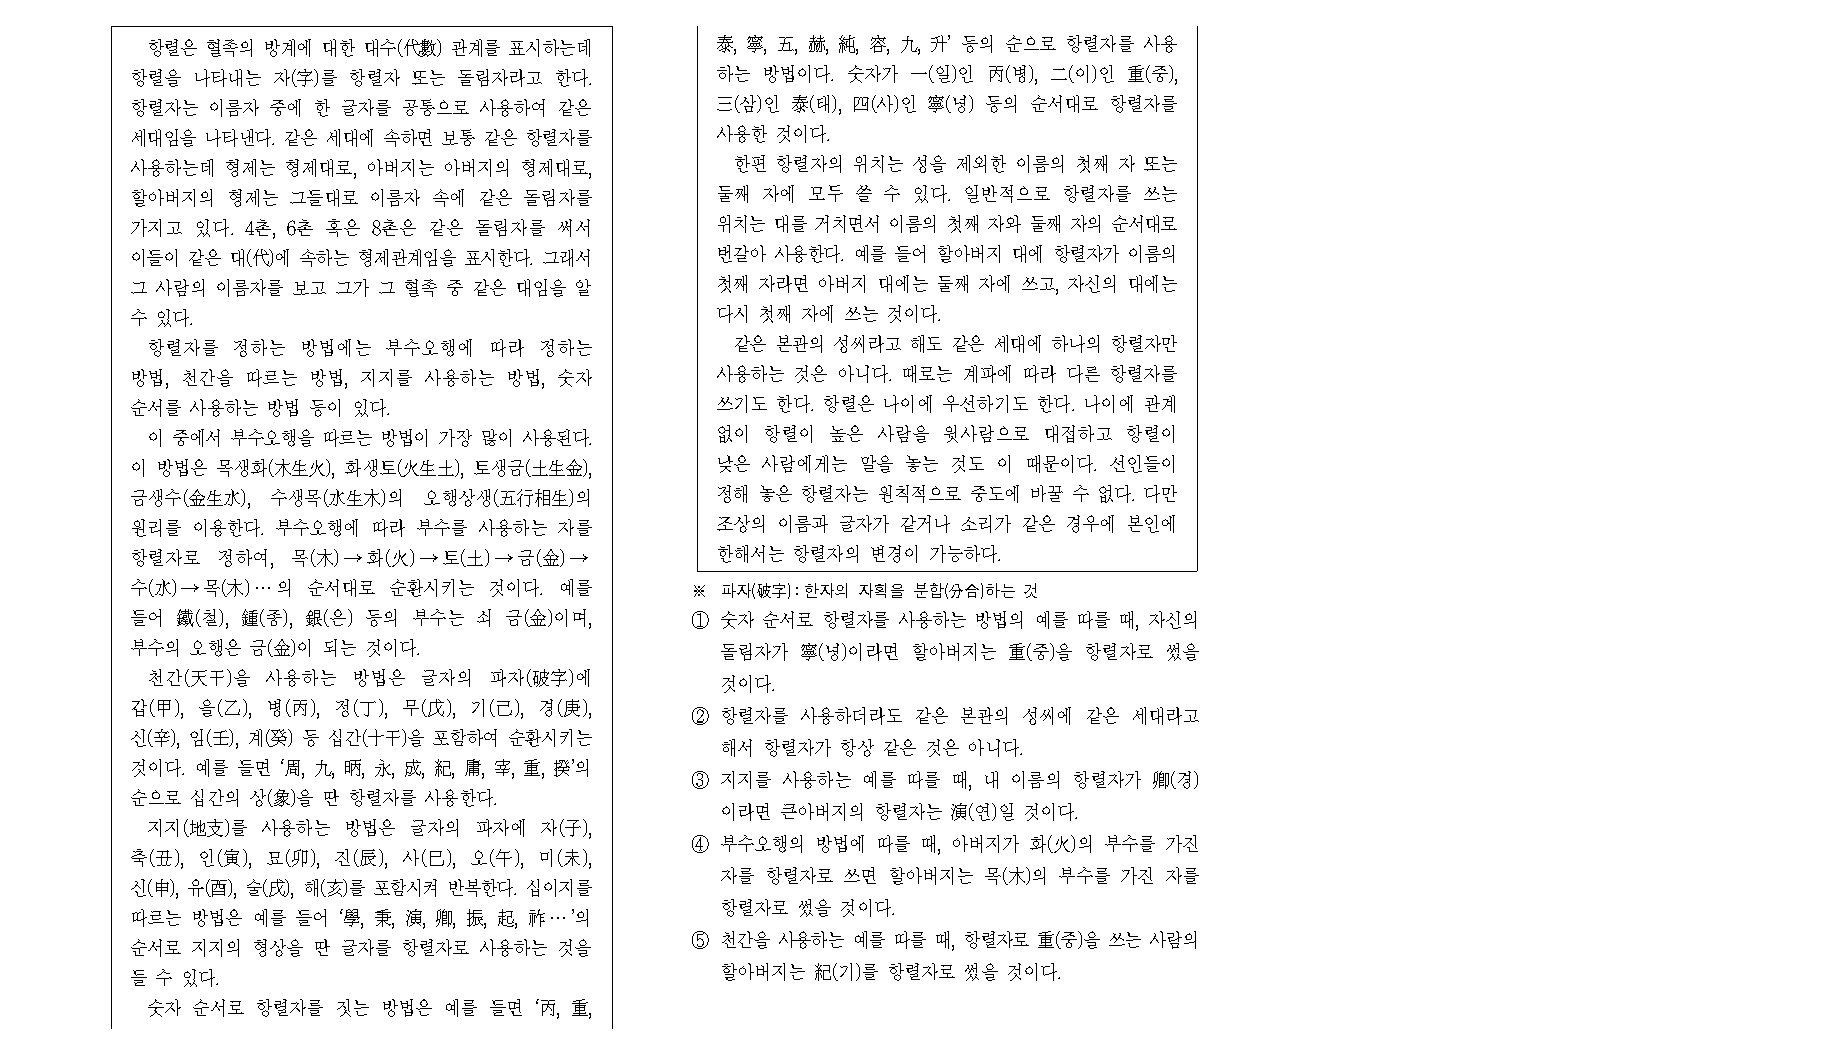 항렬은 혈족의 방계에 대한 대수(代數) 관계를 표시하는데
항렬을 나타내는 자(字)를 항렬자 또는 돌림자라고 한다.
항렬자는 이름자 중에 한 글자를 공통으로 사용하여 같은
세대임을 나타낸다. 같은 세대에 속하면 보통 같은 항렬자를
사용하는데 형제는 형제대로, 아버지는 아버지의 형제대로,
할아버지의 형제는 그들대로 이름자 속에 같은 돌림자를
가지고 있다. 4촌, 6촌 혹은 8촌은 같은 돌림자를 써서
이들이 같은 대(代)에 속하는 형제관계임을 표시한다. 그래서
그 사람의 이름자를 보고 그가 그 혈족 중 같은 대임을 알
수 있다.
항렬자를 정하는 방법에는 부수오행에 따라 정하는
방법, 천간을 따르는 방법, 지지를 사용하는 방법, 숫자
순서를 사용하는 방법 등이 있다.
이 중에서 부수오행을 따르는 방법이 가장 많이 사용된다.
이 방법은 목생화(木生火), 화생토(火生土), 토생금(土生金),
금생수(金生水), 수생목(水生木)의 오행상생(五行相生)의
원리를 이용한다. 부수오행에 따라 부수를 사용하는 자를
항렬자로 정하여, 목(木)→화(火)→토(土)→금(金)→
수(水)→목(木)…의 순서대로 순환시키는 것이다. 예를
들어 鐵(철), 鍾(종), 銀(은) 등의 부수는 쇠 금(金)이며,
부수의 오행은 금(金)이 되는 것이다.
천간(天干)을 사용하는 방법은 글자의 파자(破字)에
갑(甲), 을(乙), 병(丙), 정(丁), 무(戊), 기(己), 경(庚),
신(辛), 임(壬), 계(癸) 등 십간(十干)을 포함하여 순환시키는
것이다. 예를 들면 ‘周, 九, 昞, 永, 成, 紀, 庸, 宰, 重, 揆’의
순으로 십간의 상(象)을 딴 항렬자를 사용한다.
지지(地支)를 사용하는 방법은 글자의 파자에 자(子),
축(丑), 인(寅), 묘(卯), 진(辰), 사(巳), 오(午), 미(未),
신(申), 유(酉), 술(戌), 해(亥)를 포함시켜 반복한다. 십이지를
따르는 방법은 예를 들어 ‘學, 秉, 演, 卿, 振, 起, 許…’의
순서로 지지의 형상을 딴 글자를 항렬자로 사용하는 것을
들 수 있다.
숫자 순서로 항렬자를 짓는 방법은 예를 들면 ‘丙, 重,
泰, 寧, 五, 赫, 純, 容, 九, 升’ 등의 순으로 항렬자를 사용
하는 방법이다. 숫자가 一(일)인 丙(병), 二(이)인 重(중),
三(삼)인 泰(태), 四(사)인 寧(녕) 등의 순서대로 항렬자를
사용한 것이다.
한편 항렬자의 위치는 성을 제외한 이름의 첫째 자 또는
둘째 자에 모두 쓸 수 있다. 일반적으로 항렬자를 쓰는
위치는 대를 거치면서 이름의 첫째 자와 둘째 자의 순서대로
번갈아 사용한다. 예를 들어 할아버지 대에 항렬자가 이름의
첫째 자라면 아버지 대에는 둘째 자에 쓰고, 자신의 대에는
다시 첫째 자에 쓰는 것이다.
같은 본관의 성씨라고 해도 같은 세대에 하나의 항렬자만
사용하는 것은 아니다. 때로는 계파에 따라 다른 항렬자를
쓰기도 한다. 항렬은 나이에 우선하기도 한다. 나이에 관계
없이 항렬이 높은 사람을 윗사람으로 대접하고 항렬이
낮은 사람에게는 말을 놓는 것도 이 때문이다. 선인들이
정해 놓은 항렬자는 원칙적으로 중도에 바꿀 수 없다. 다만
조상의 이름과 글자가 같거나 소리가 같은 경우에 본인에
한해서는 항렬자의 변경이 가능하다.
※ 파자(破字) : 한자의 자획을 분합(分合)하는 것
① 숫자 순서로 항렬자를 사용하는 방법의 예를 따를 때, 자신의
돌림자가 寧(녕)이라면 할아버지는 重(중)을 항렬자로 썼을
것이다.
② 항렬자를 사용하더라도 같은 본관의 성씨에 같은 세대라고
해서 항렬자가 항상 같은 것은 아니다.
③ 지지를 사용하는 예를 따를 때, 내 이름의 항렬자가 卿(경)
이라면 큰아버지의 항렬자는 演(연)일 것이다.
④ 부수오행의 방법에 따를 때, 아버지가 화(火)의 부수를 가진
자를 항렬자로 쓰면 할아버지는 목(木)의 부수를 가진 자를
항렬자로 썼을 것이다.
⑤ 천간을 사용하는 예를 따를 때, 항렬자로 重(중)을 쓰는 사람의
할아버지는 紀(기)를 항렬자로 썼을 것이다.